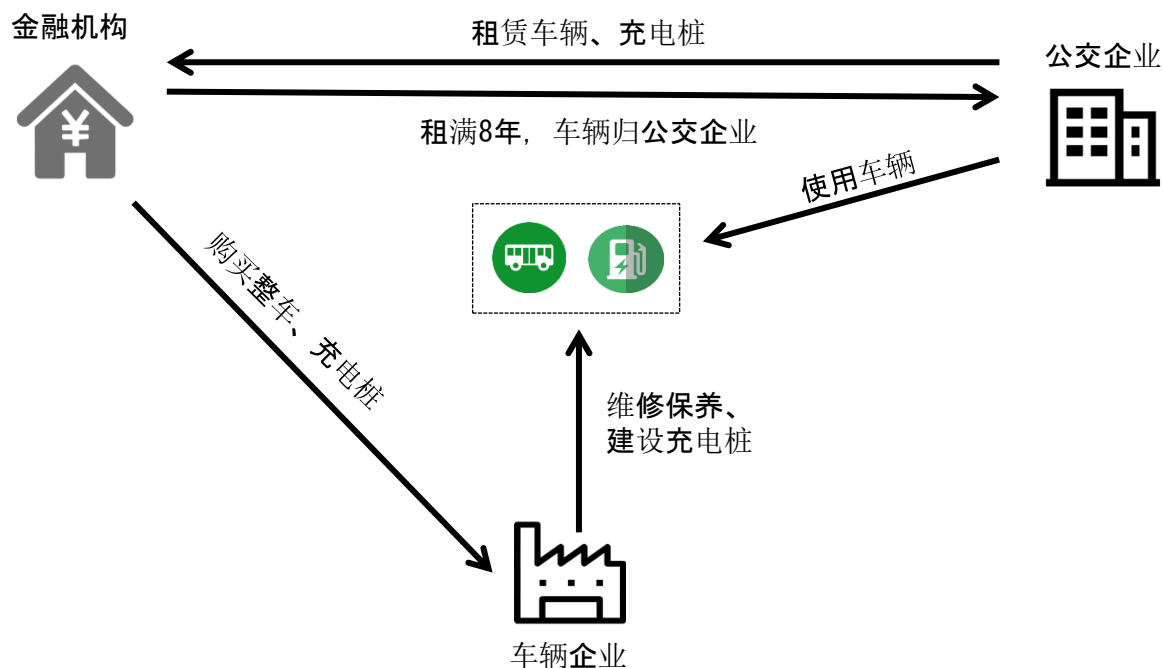 金融机构
租赁车辆、充电桩
公交企业
¥
租满8年，车辆归公交企业
使用车辆
购买整车、充电桩
维修保养、
建设充电桩
车辆企业